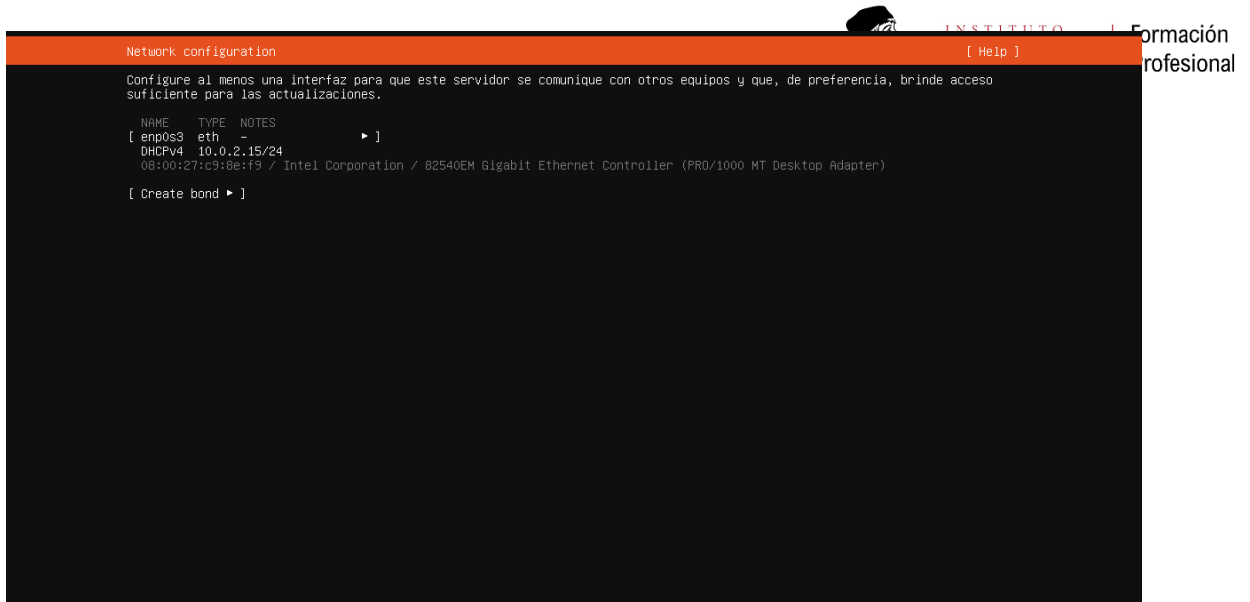 INSTITUTO
Formación
Network configuration [ Help ]
Configure al menos una interfaz para que este servidor se comunique con otros equipos y que, de preferencia, brinde acceso
suficiente para las actualizaciones.
NAME TYPE NOTES
[ enp0s3 eth - ▸ ]
DHCPv4 10.0.2.15/24
08:00:27:c9:8e:f9 / Intel Corporation / 82540EM Gigabit Ethernet Controller (PRO/1000 MT Desktop Adapter)
[ Create bond ▸ ]